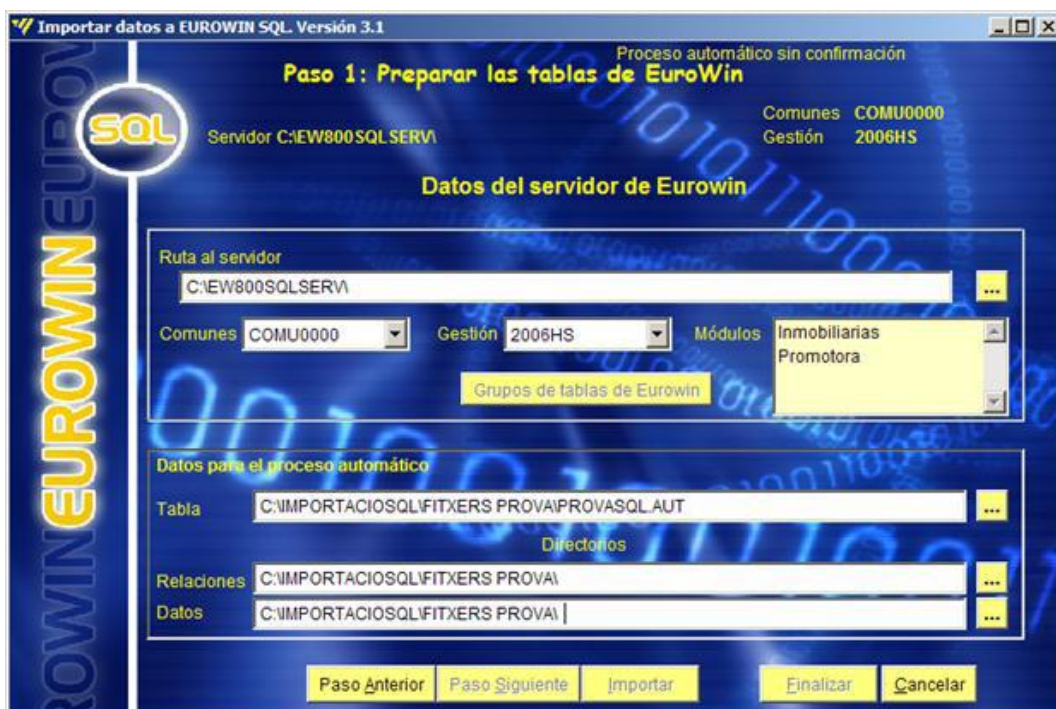 Importar datos a EUROWIN SQL. Versión 3.1
Proceso automático sin confirmación
Paso 1: Preparar las tablas de EuroWin
SQL
Servidor C:\EW800SQLSERV\
Comunes COMU0000
Gestión 2006HS
Datos del servidor de Eurowin
Ruta al servidor
C:\EW800SQLSERV\
...
Comunes COMU0000 Gestión 2006HS Módulos Inmobiliarias
Promotora
Grupos de tablas de Eurowin
Datos para el proceso automático
Tabla C:\IMPORTACIOSQL\FITXERS PROVA\PROVASQL.AUT ...
Directorios
Relaciones C:\IMPORTACIOSQL\FITXERS PROVA\ ...
Datos C:\IMPORTACIOSQL\FITXERS PROVA\ ...
Paso Anterior Paso Siguiente Importar Finalizar Cancelar
EUROWIN